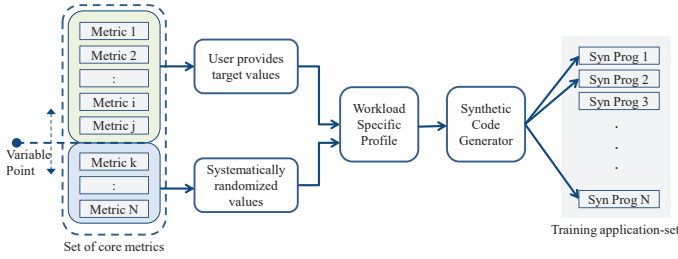 Metric 1
Metric 2
:
Metric i
Metric j
Variable
Point
Metric k
:
Metric N
Set of core metrics
User provides
target values
Systematically
randomized
values
Workload
Specific
Profile
Synthetic
Code
Generator
Syn Prog 1
Syn Prog 2
Syn Prog 3
.
.
.
Syn Prog N
Training application-set